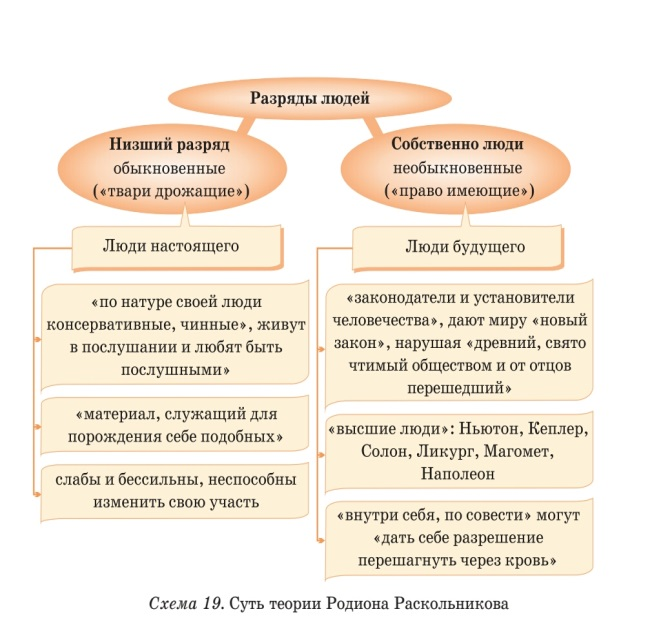 Разряды людей
Низший разряд
обыкновенные
(«твари дрожащие»)
Собственно люди
необыкновенные
(«право имеющие»)
Люди настоящего
«по натуре своей люди
консервативные, чинные», живут
в послушании и любят быть
послушными»
«материал, служащий для
порождения себе подобных»
слабы и бессильны, неспособны
изменить свою участь
Люди будущего
«законодатели и установители
человечества», дают миру «новый
закон», нарушая «древний, свято
чтимый обществом и от отцов
перешедший»
«высшие люди»: Ньютон, Кеплер,
Солон, Ликург, Магомет,
Наполеон
«внутри себя, по совести» могут
«дать себе разрешение
перешагнуть через кровь»
Схема 19. Суть теории Родиона Раскольникова